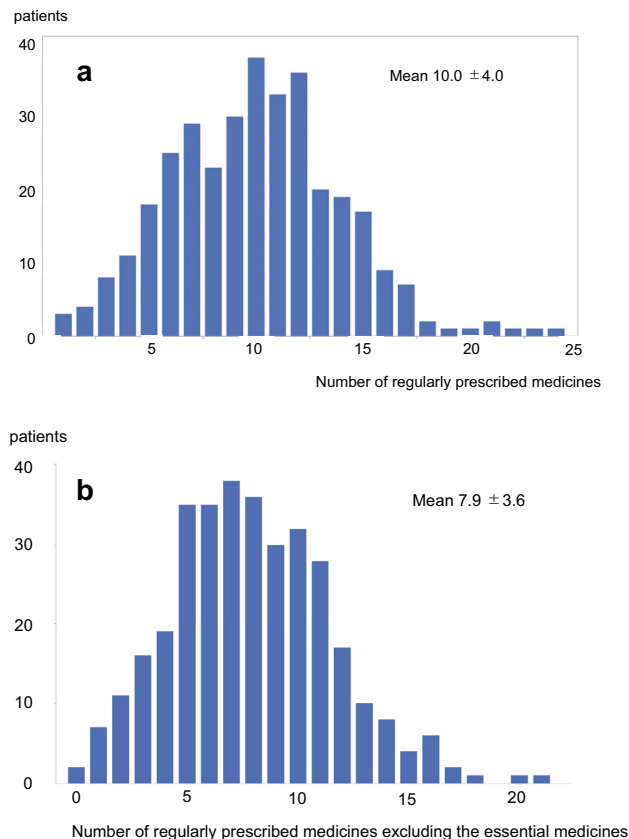 patients
40
a
Mean 10.0 ±4.0
30
20
10
0
5 10 15 20 25
Number of regularly prescribed medicines
patients
40
b
Mean 7.9 ±3.6
30
20
10
0
0 5 10 15 20
Number of regularly prescribed medicines excluding the essential medicines